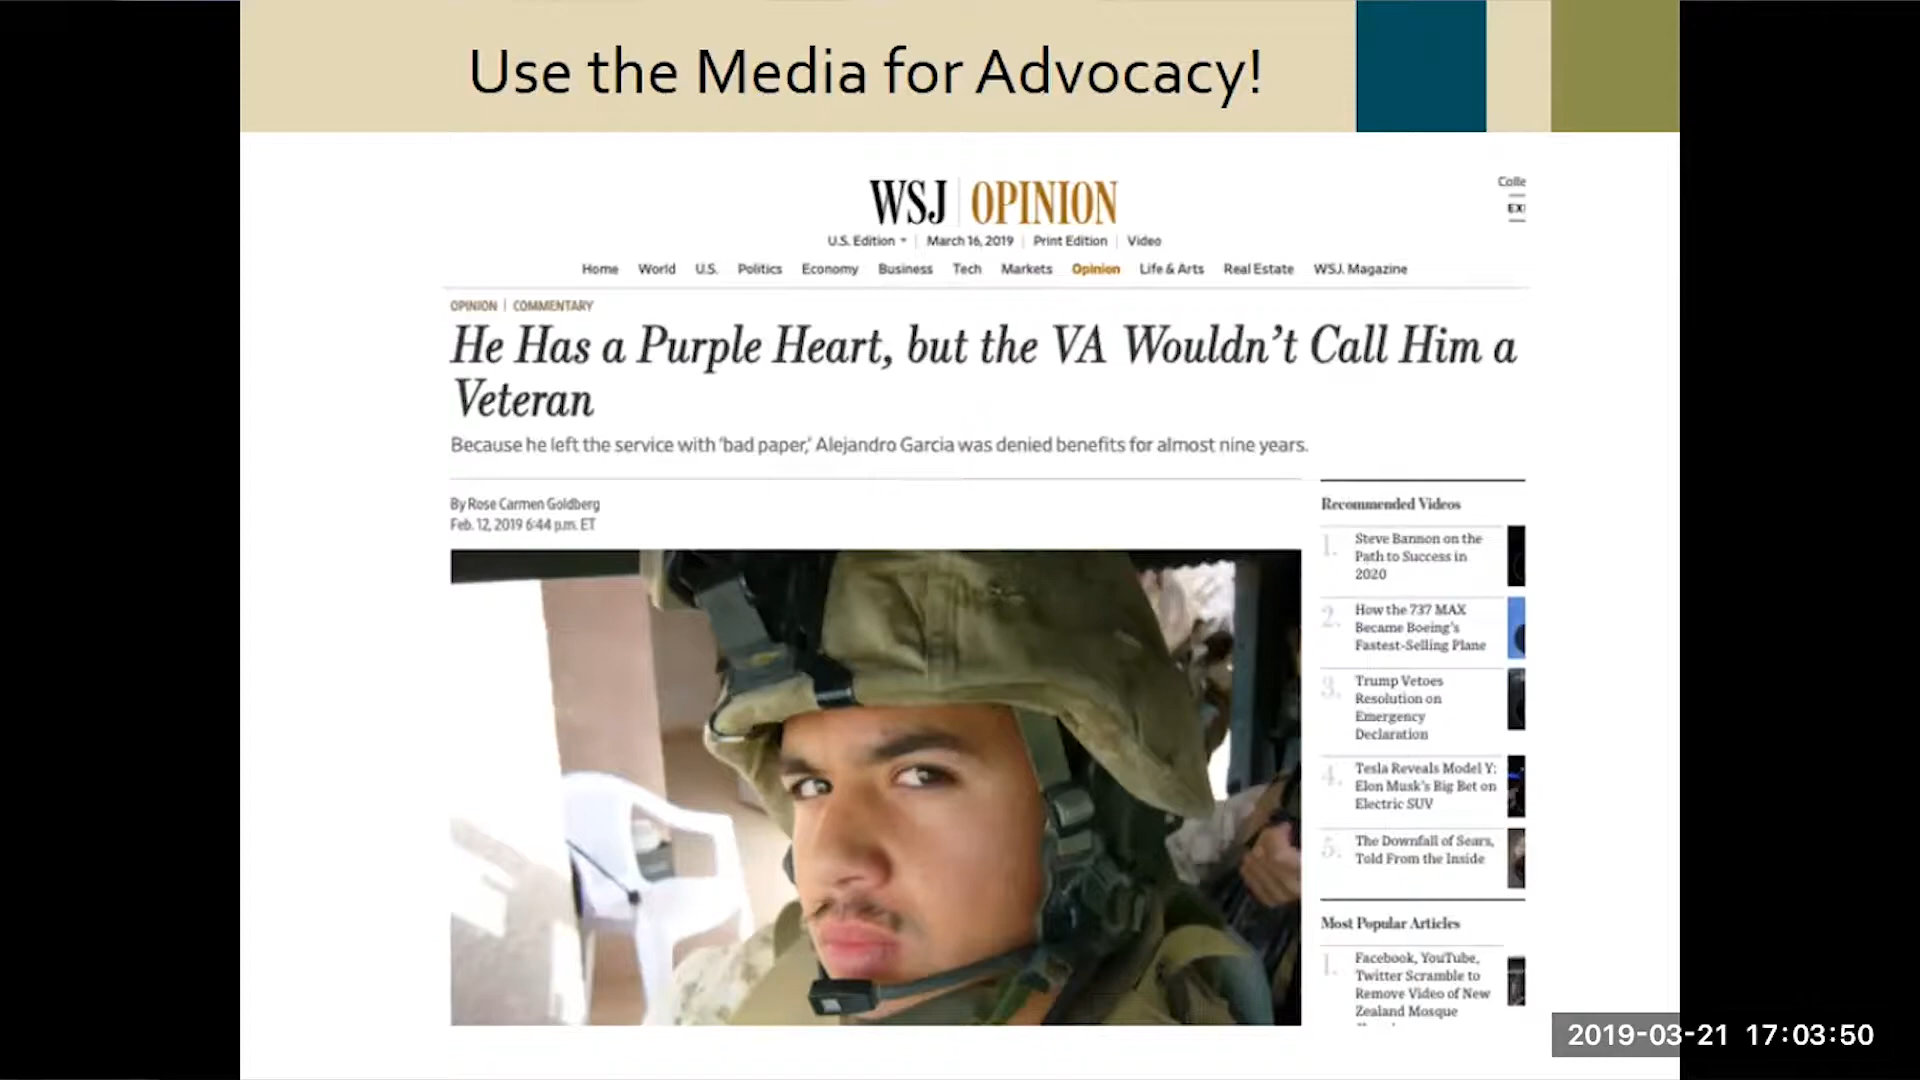 Use the Media for Advocacy!
WSJ | OPINION
Colle
EX
U.S. Edition | March 16, 2019 | Print Edition | Video
Home World U.S. Politics Economy Business Tech Markets Opinion Life & Arts Real Estate WSJ. Magazine
OPINION | COMMENTARY
He Has a Purple Heart, but the VA Wouldn't Call Him a
Veteran
Because he left the service with 'bad paper,' Alejandro Garcia was denied benefits for almost nine years.
By Rose Carmen Goldberg
Feb. 12, 2019 6:44 p.m. ET
Recommended Videos
1. Steve Bannon on the
Path to Success in
2020
2. How the 737 MAX
Became Boeing's
Fastest-Selling Plane
3. Trump Vetoes
Resolution on
Emergency
Declaration
4. Tesla Reveals Model Y:
Elon Musk's Big Bet on
Electric SUV
5. The Downfall of Sears,
Told From the Inside
Most Popular Articles
1. Facebook, YouTube,
Twitter Scramble to
Remove Video of New
Zealand Mosque
2019-03-21 17:03:50